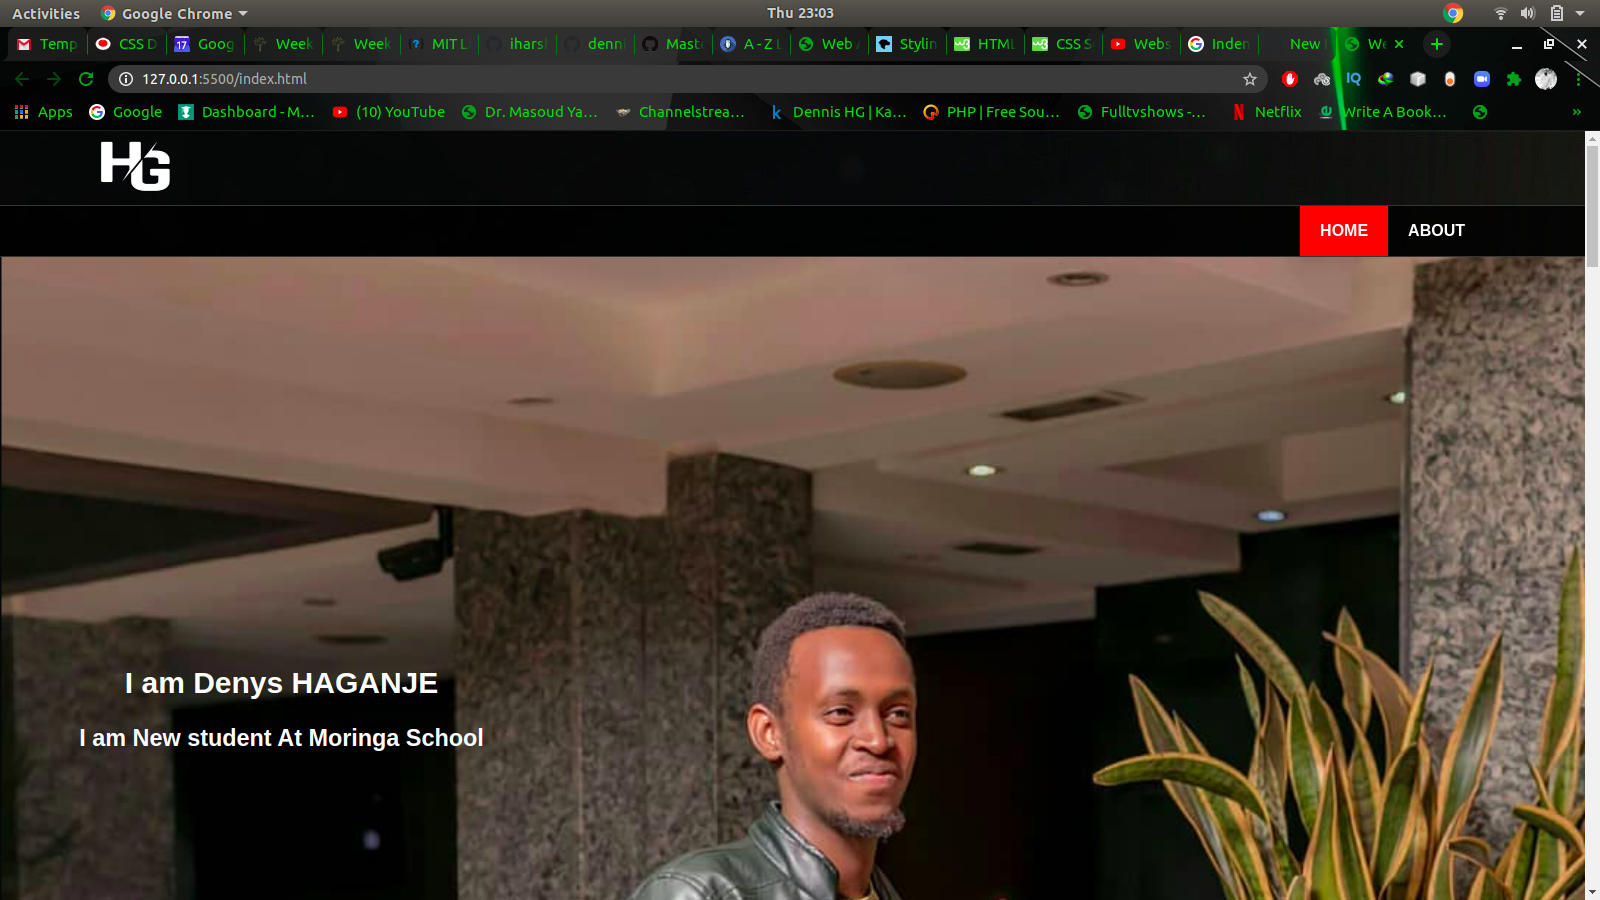 Activities Google Chrome Thu 23:03
Temp CSS D Goog Week Week MIT L iharsh denni Maste A - Z L Web A Stylin HTML CSS S Webs Inden New We
127.0.0.1:5500/index.html
Apps Google Dashboard - M... (10) YouTube Dr. Masoud Ya... Channelstrea... Dennis HG | Ka... PHP | Free Sou... Fulltvshows -... Netflix Write A Book... »
HG
HOME ABOUT
I am Denys HAGANJE
I am New student At Moringa School